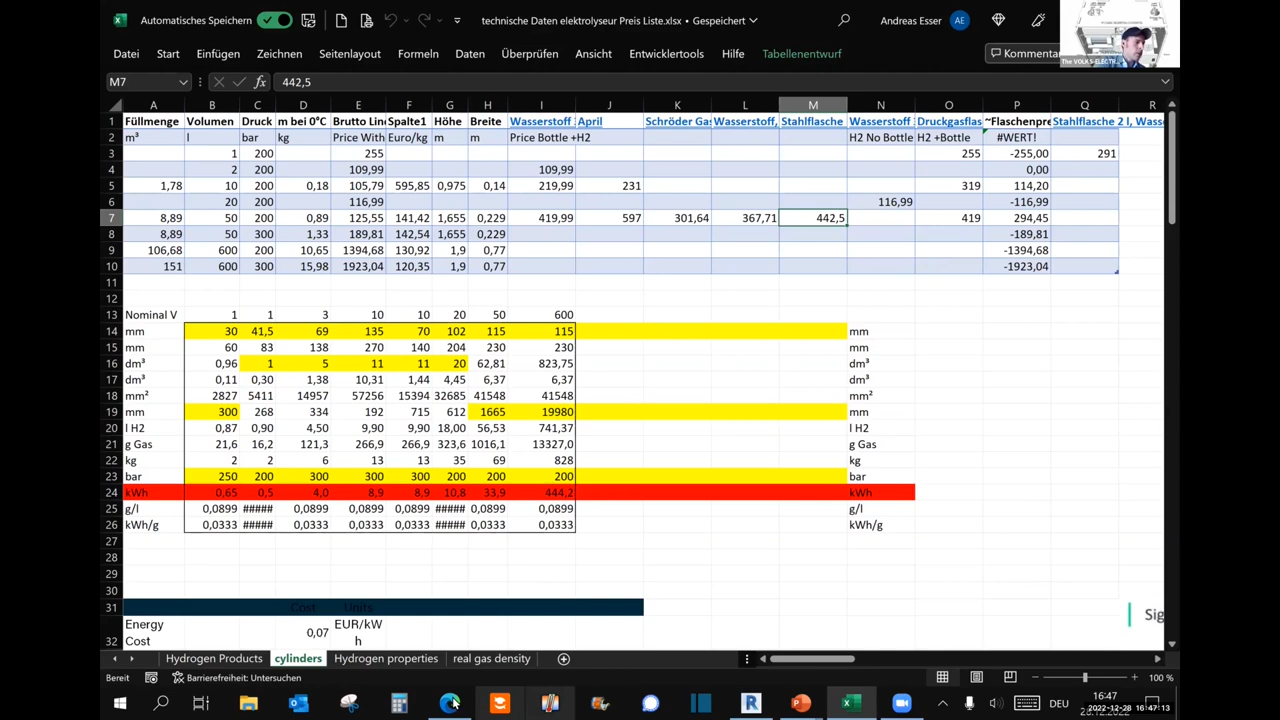 Automatisches Speichern technische Daten elektrolyseur Preis Liste.xlsx • Gespeichert Andreas Esser AE
Datei Start Einfügen Zeichnen Seitenlayout Formeln Daten Überprüfen Ansicht Entwicklertools Hilfe Tabellenentwurf
M7 fx 442,5
A B C D E F G H I J K L M N O P Q R
1 Füllmenge Volumen Druck m bei 0°C Brutto Lin Spalte1 Höhe Breite Wasserstoff April Schröder Gas Wasserstoff, Stahlflasche Wasserstoff Druckgasflas ~Flaschenpre Stahlflasche 2 l, Wasse
2 m³ l bar kg Price With Euro/kg m m Price Bottle +H2 H2 No Bottle H2 +Bottle #WERT!
3 1 200 255 255 -255,00 291
4 2 200 109,99 109,99 0,00
5 1,78 10 200 0,18 105,79 595,85 0,975 0,14 219,99 231 319 114,20
6 20 200 116,99 116,99 -116,99
7 8,89 50 200 0,89 125,55 141,42 1,655 0,229 419,99 597 301,64 367,71 442,5 419 294,45
8 8,89 50 300 1,33 189,81 142,54 1,655 0,229 -189,81
9 106,68 600 200 10,65 1394,68 130,92 1,9 0,77 -1394,68
10 151 600 300 15,98 1923,04 120,35 1,9 0,77 -1923,04
11
12
13 Nominal V 1 1 3 10 10 20 50 600
14 mm 30 41,5 69 135 70 102 115 115 mm
15 mm 60 83 138 270 140 204 230 230 mm
16 dm³ 0,96 1 5 11 11 20 62,81 823,75 dm³
17 dm³ 0,11 0,30 1,38 10,31 1,44 4,45 6,37 6,37 dm³
18 mm² 2827 5411 14957 57256 15394 32685 41548 41548 mm²
19 mm 300 268 334 192 715 612 1665 19980 mm
20 l H2 0,87 0,90 4,50 9,90 9,90 18,00 56,53 741,37 l H2
21 g Gas 21,6 16,2 121,3 266,9 266,9 323,6 1016,1 13327,0 g Gas
22 kg 2 2 6 13 13 35 69 828 kg
23 bar 250 200 300 300 300 200 200 200 bar
24 kWh 0,65 0,5 4,0 8,9 8,9 10,8 33,9 444,2 kWh
25 g/l 0,0899 ##### 0,0899 0,0899 0,0899 ##### 0,0899 0,0899 g/l
26 kWh/g 0,0333 ##### 0,0333 0,0333 0,0333 ##### 0,0333 0,0333 kWh/g
27
28
29
30
31 Cost Units
Energy EUR/kW
32 Cost 0,07 h
Hydrogen Products cylinders Hydrogen properties real gas density
Bereit Barrierefreiheit: Untersuchen 100 %
DEU 16:47
2022-12-28 16:47:13